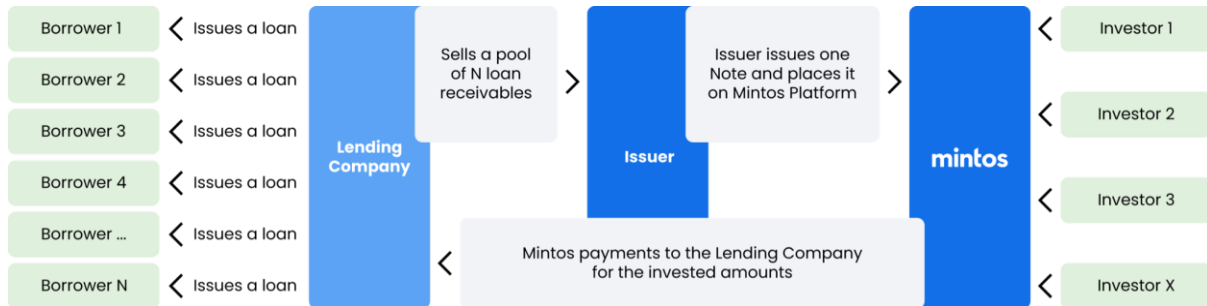 Borrower 1
Issues a loan
Borrower 2
Issues a loan
Borrower 3
Issues a loan
Borrower 4
Issues a loan
Borrower ...
Issues a loan
Borrower N
Issues a loan
Lending
Company
Sells a pool
of N loan
receivables
Issuer
Issuer issues one
Note and places it
on Mintos Platform
mintos
Mintos payments to the Lending Company
for the invested amounts
Investor 1
Investor 2
Investor 3
Investor X